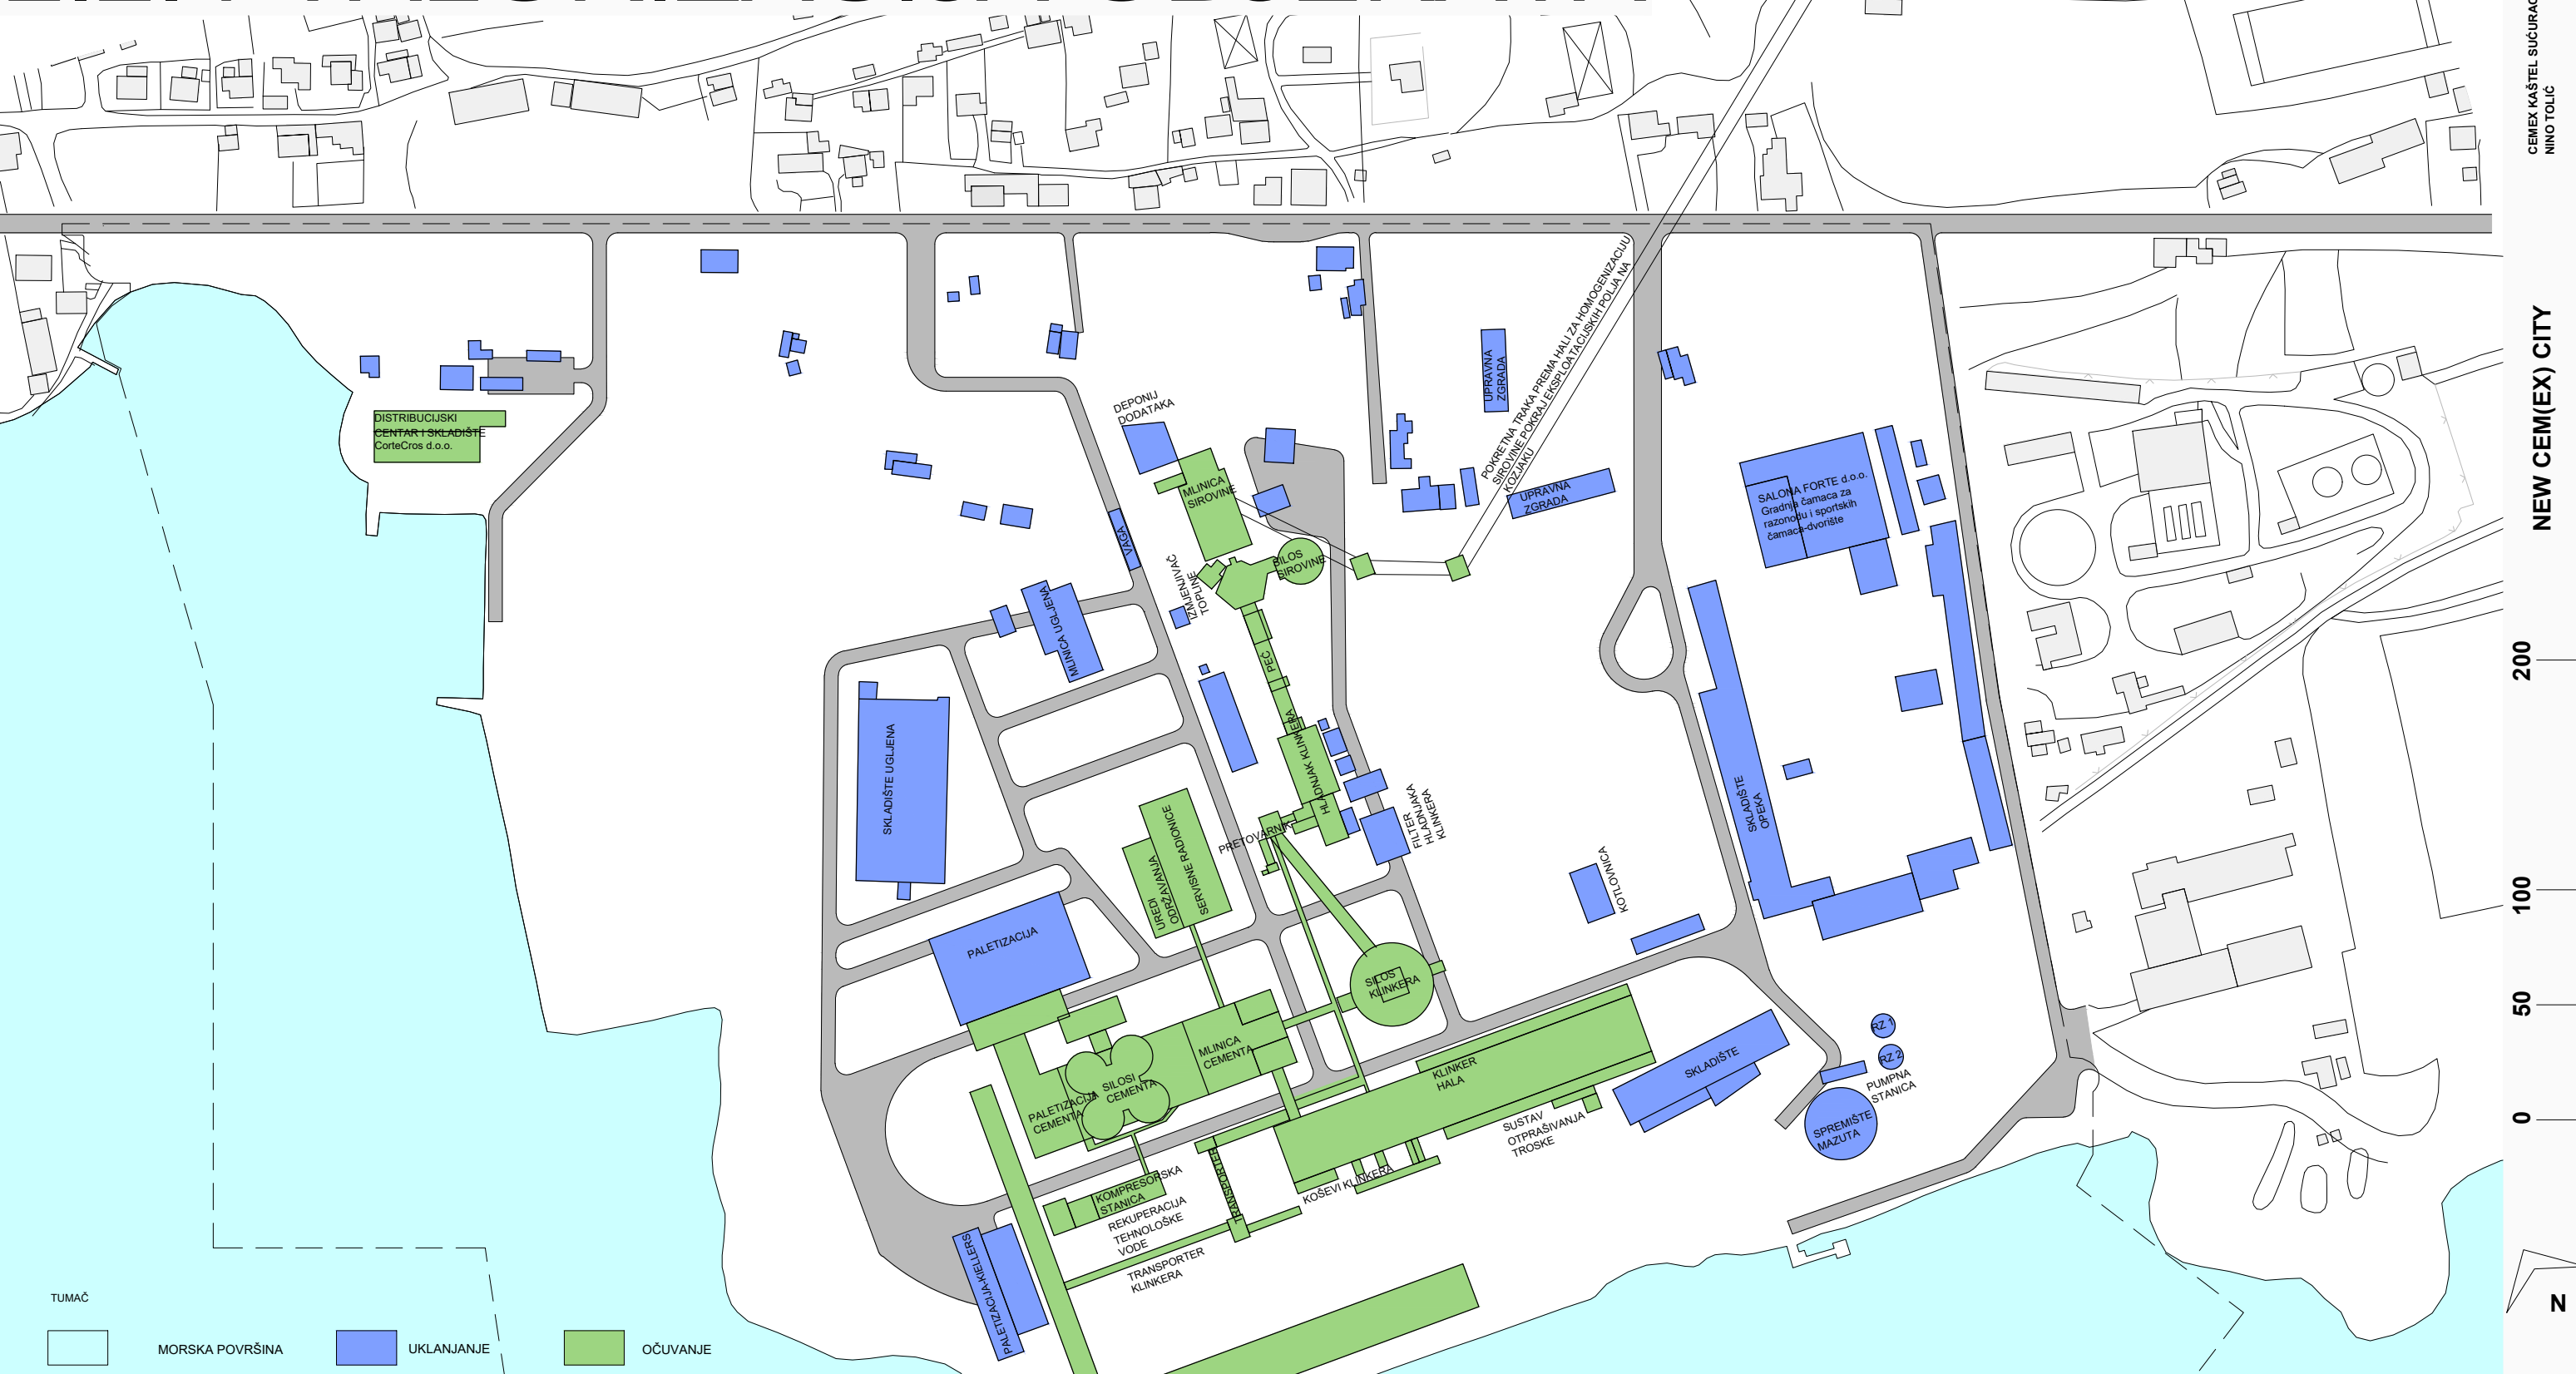 CEMEX KAŠTEL SUĆURAC
NINO TOLIĆ
NEW CEM(EX) CITY
200
100
50
0
N
DISTRIBUCIJSKI
CENTAR I SKLADIŠTE
CorteCros d.o.o.
DEPONIJ
DODATAKA
MLINICA
SIROVINE
SILOS
SIROVINE
VAGA
IZMJENJIVAČ
TOPLINE
MLINICA UGLJENA
PEĆ
HLADNJAK KLINKERA
UPRAVNA
ZGRADA
POKRETNA TRAKA PREMA HALI ZA HOMOGENIZACIJU
SIROVINE POKRAJ EKSPLOATACIJSKIH POLJA NA
KOZJAKU
UPRAVNA
ZGRADA
SALONA FORTE d.o.o.
Gradnja čamaca za
razonodu i sportskih
čamaca-dvorište
SKLADIŠTE UGLJENA
UREDI
ODRŽAVANJA
SERVISNE RADIONICE
PRETOVARNIK
FILTER
HLADNJAKA
KLINKERA
KOTLOVNICA
SKLADIŠTE
OPEKA
PALETIZACIJA
SILOS
KLINKERA
MLINICA
CEMENTA
SILOSI
CEMENTA
PALETIZACIJA
CEMENTA
KLINKER
HALA
SKLADIŠTE
RZ 1
RZ 2
PUMPNA
STANICA
SPREMIŠTE
MAZUTA
SUSTAV
OTPRAŠIVANJA
TROSKE
KOŠEVI KLINKERA
TRANSPORTER
KOMPRESORSKA
STANICA
REKUPERACIJA
TEHNOLOŠKE
VODE
TRANSPORTER
KLINKERA
PALETIZACIJA-KIELLERS
TUMAČ
MORSKA POVRŠINA
UKLANJANJE
OČUVANJE